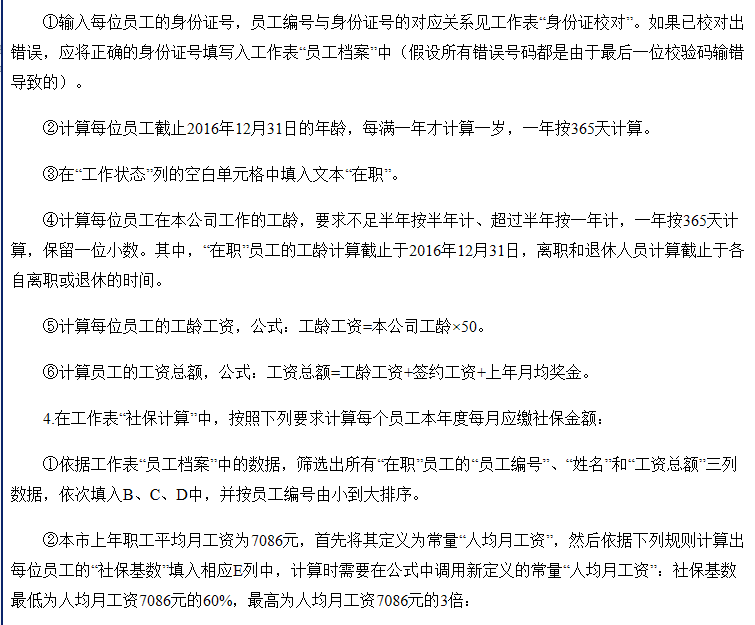 ①输入每位员工的身份证号，员工编号与身份证号的对应关系见工作表“身份证校对”。如果已校对出
错误，应将正确的身份证号填写入工作表“员工档案”中（假设所有错误号码都是由于最后一位校验码输错
导致的）。
②计算每位员工截止2016年12月31日的年龄，每满一年才计算一岁，一年按365天计算。
③在“工作状态”列的空白单元格中填入文本“在职”。
④计算每位员工在本公司工作的工龄，要求不足半年按半年计、超过半年按一年计，一年按365天计
算，保留一位小数。其中，“在职”员工的工龄计算截止于2016年12月31日，离职和退休人员计算截止于各
自离职或退休的时间。
⑤计算每位员工的工龄工资，公式：工龄工资=本公司工龄×50。
⑥计算员工的工资总额，公式：工资总额=工龄工资+签约工资+上年月均奖金。
4.在工作表“社保计算”中，按照下列要求计算每个员工本年度每月应缴社保金额：
①依据工作表“员工档案”中的数据，筛选出所有“在职”员工的“员工编号”、“姓名”和“工资总额”三列
数据，依次填入B、C、D中，并按员工编号由小到大排序。
②本市上年职工平均月工资为7086元，首先将其定义为常量“人均月工资”，然后依据下列规则计算出
每位员工的“社保基数”填入相应E列中，计算时需要在公式中调用新定义的常量“人均月工资”：社保基数
最低为人均月工资7086元的60%，最高为人均月工资7086元的3倍：